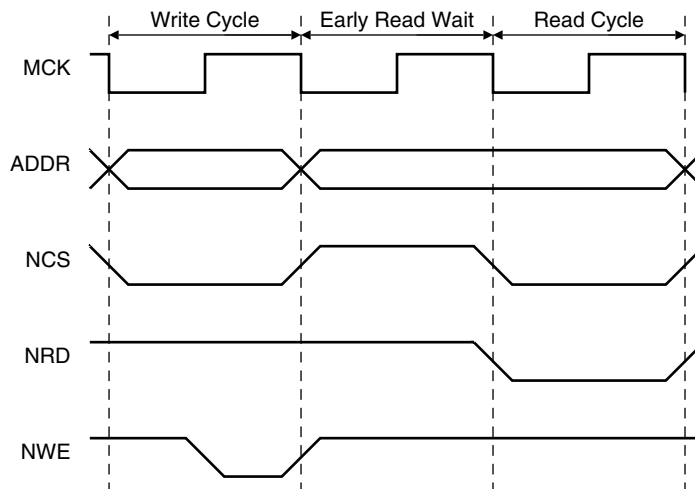 Write Cycle Early Read Wait Read Cycle
MCK
ADDR
NCS
NRD
NWE